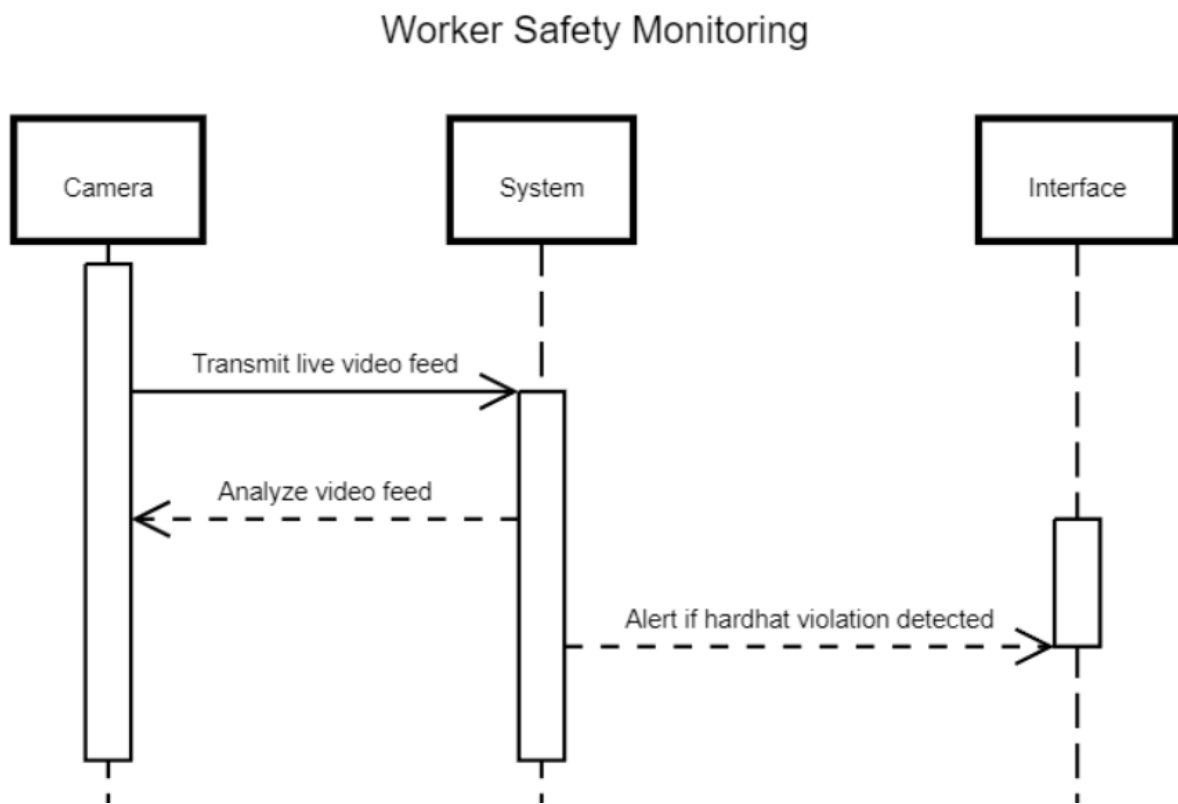 Worker Safety Monitoring
Camera
System
Interface
Transmit live video feed
Analyze video feed
Alert if hardhat violation detected